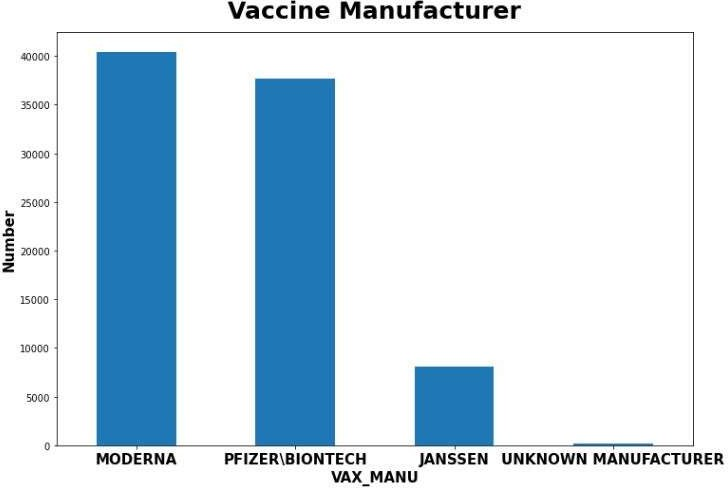 Vaccine Manufacturer
Number
40000
35000
30000
25000
20000
15000
10000
5000
0
MODERNA PFIZER\BIONTECH JANSSEN UNKNOWN MANUFACTURER
VAX_MANU